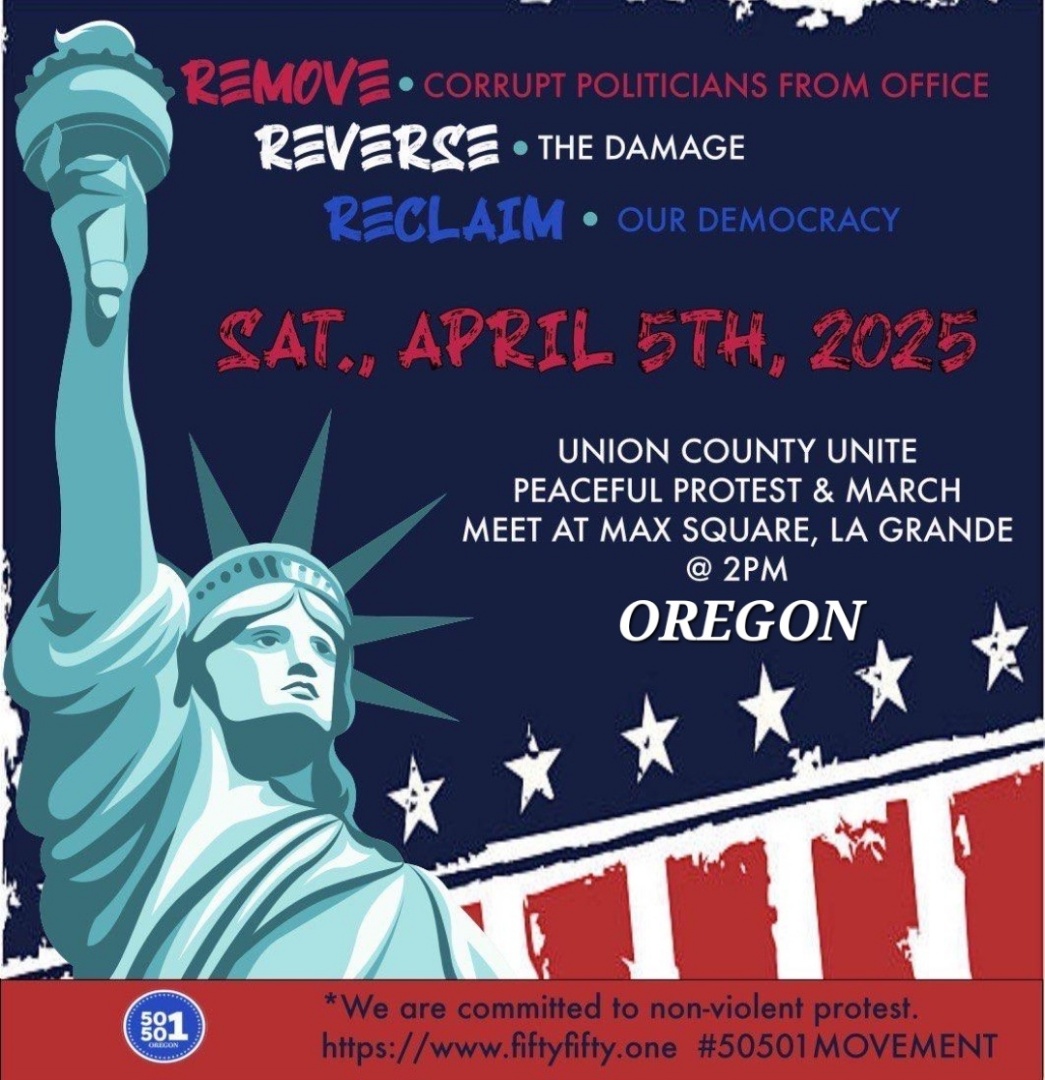 REMOVE • CORRUPT POLITICIANS FROM OFFICE
REVERSE • THE DAMAGE
RECLAIM • OUR DEMOCRACY
SAT., APRIL 5TH, 2025
UNION COUNTY UNITE
PEACEFUL PROTEST & MARCH
MEET AT MAX SQUARE, LA GRANDE
@ 2PM
OREGON
50
501
OREGON
*We are committed to non-violent protest.
https://www.fiftyfifty.one #50501MOVEMENT